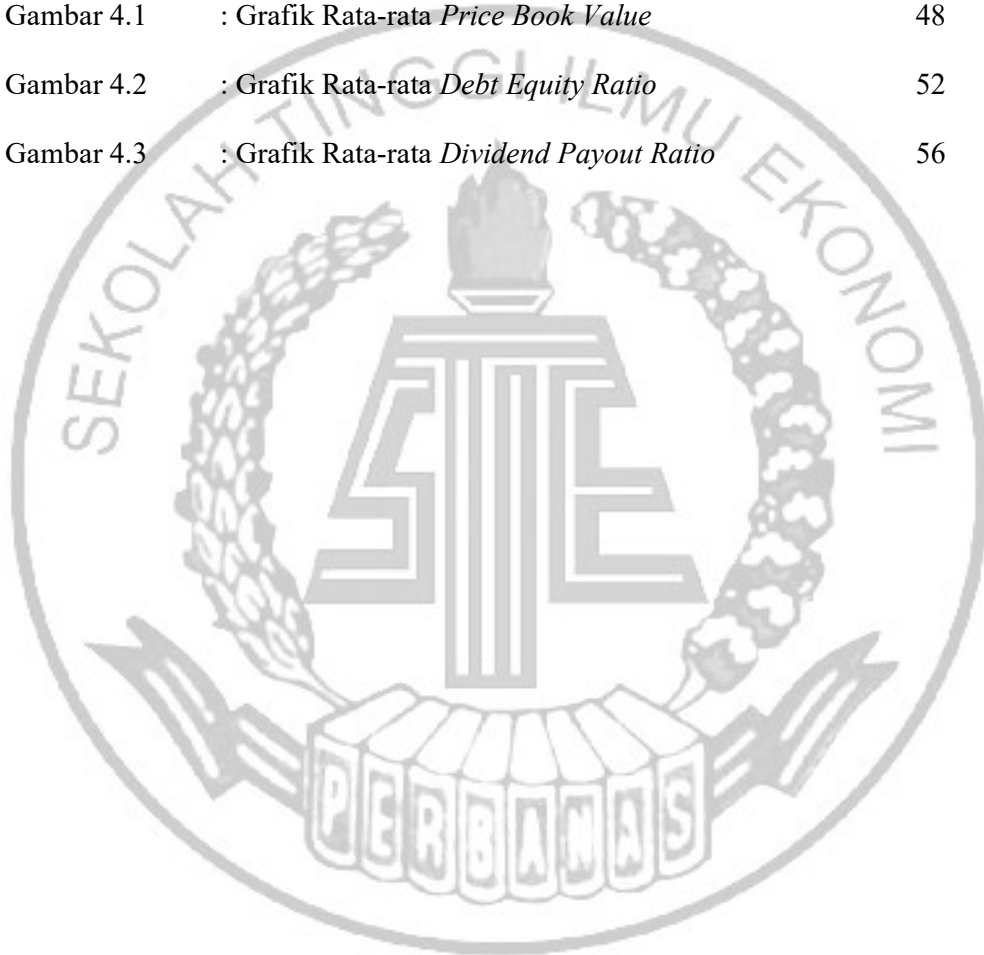 Gambar 4.1 : Grafik Rata-rata Price Book Value 48
Gambar 4.2 : Grafik Rata-rata Debt Equity Ratio 52
Gambar 4.3 : Grafik Rata-rata Dividend Payout Ratio 56
SEKOLAH TINGGI ILMU EKONOMI
STIE
PERBANAS